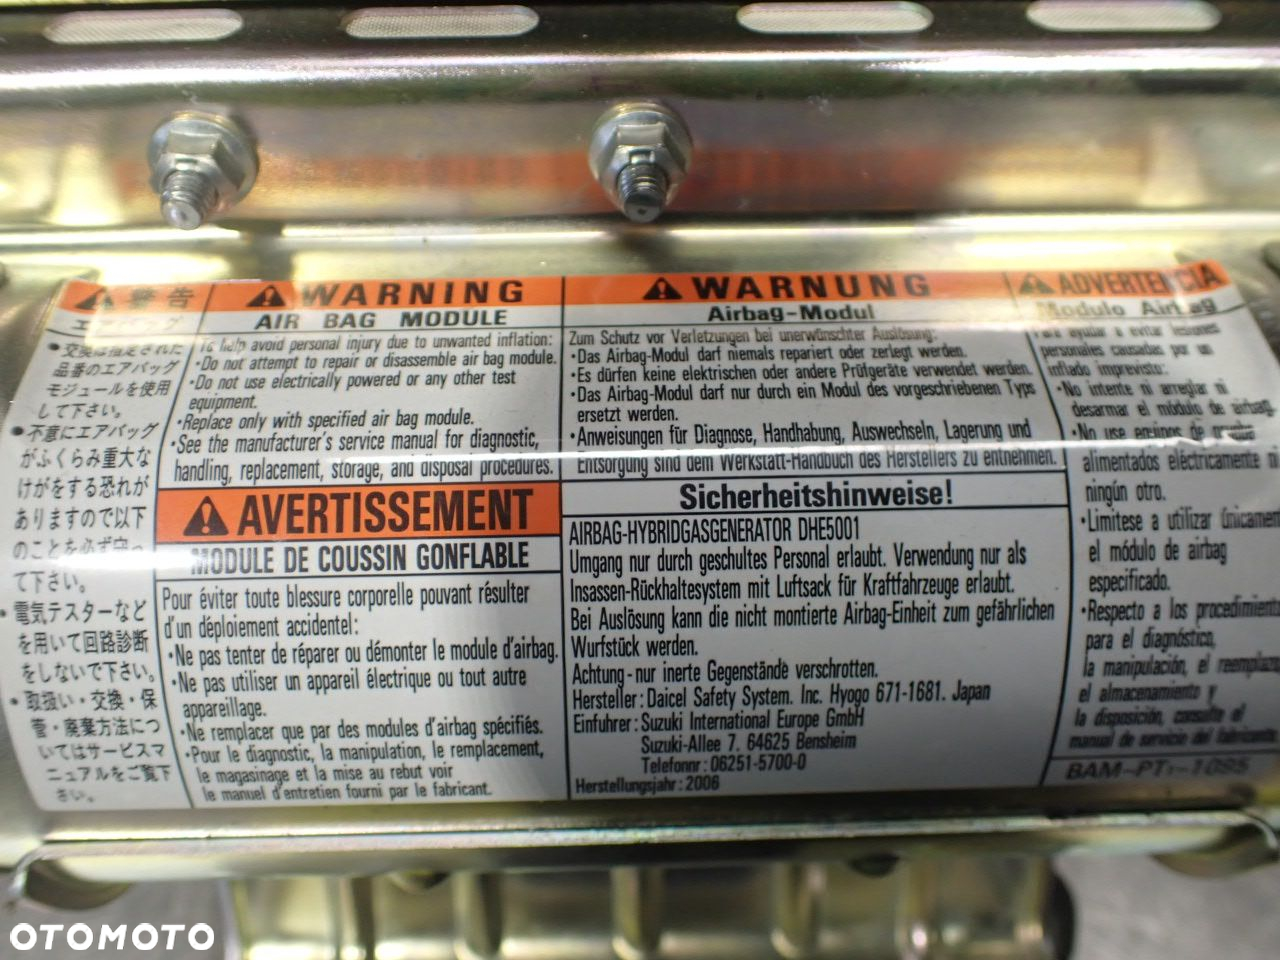 警告
エアバッグ
•交換は指定された
品番のエアバッグ
モジュールを使用
して下さい。
•不意にエアバッグ
がふくらみ重大な
けがをする恐れが
ありますので以下
のことを必ず守っ
て下さい。
•電気テスターなど
を用いて回路診断
をしないで下さい。
•取扱い・交換・保
管・廃棄方法につ
いてはサービスマ
ニュアルをご覧下
さい。
WARNING
AIR BAG MODULE
To help avoid personal injury due to unwanted inflation:
•Do not attempt to repair or disassemble air bag module.
•Do not use electrically powered or any other test
equipment.
•Replace only with specified air bag module.
•See the manufacturer's service manual for diagnostic,
handling, replacement, storage, and disposal procedures.
AVERTISSEMENT
MODULE DE COUSSIN GONFLABLE
Pour éviter toute blessure corporelle pouvant résulter
d'un déploiement accidentel:
•Ne pas tenter de réparer ou démonter le module d'airbag.
•Ne pas utiliser un appareil électrique ou tout autre
appareillage.
•Ne remplacer que par des modules d'airbag spécifiés.
•Pour le diagnostic, la manipulation, le remplacement,
le magasinage et la mise au rebut voir
le manuel d'entretien fourni par le fabricant.
WARNUNG
Airbag-Modul
Zum Schutz vor Verletzungen bei unerwünschter Auslösung:
•Das Airbag-Modul darf niemals repariert oder zerlegt werden.
•Es dürfen keine elektrischen oder andere Prüfgeräte verwendet werden.
•Das Airbag-Modul darf nur durch ein Modul des vorgeschriebenen Typs
ersetzt werden.
•Anweisungen für Diagnose, Handhabung, Auswechseln, Lagerung und
Entsorgung sind dem Werkstatt-Handbuch des Herstellers zu entnehmen.
Sicherheitshinweise!
AIRBAG-HYBRIDGASGENERATOR DHE5001
Umgang nur durch geschultes Personal erlaubt. Verwendung nur als
Insassen-Rückhaltesystem mit Luftsack für Kraftfahrzeuge erlaubt.
Bei Auslösung kann die nicht montierte Airbag-Einheit zum gefährlichen
Wurfstück werden.
Achtung-nur inerte Gegenstände verschrotten.
Hersteller: Daicel Safety System. Inc. Hyogo 671-1681. Japan
Einfuhrer: Suzuki International Europe GmbH
Suzuki-Allee 7. 64625 Bensheim
Telefonnr: 06251-5700-0
Herstellungsjahr: 2006
ADVERTENCIA
Modulo Airbag
Para ayudar a evitar lesiones
personales causadas por un
inflado imprevisto:
•No intente ni arreglar ni
desarmar el módulo de airbag.
•No use equipos de prueba
alimentados eléctricamente ni
ningún otro.
•Limitese a utilizar únicamente
el módulo de airbag
especificado.
•Respecto a los procedimientos
para el diagnóstico,
la manipulación, el reemplazo,
el almacenamiento y
la disposición, consulte el
manual de servicio del fabricante.
BAM-PT1-1095
OTOMOTO